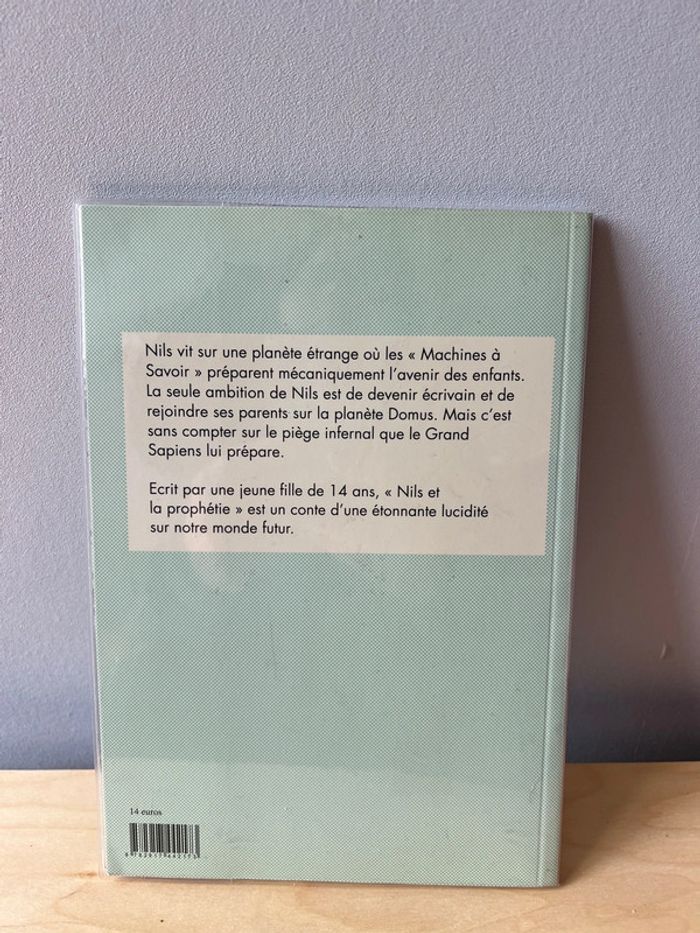 Nils vit sur une planète étrange où les « Machines à
Savoir » préparent mécaniquement l'avenir des enfants.
La seule ambition de Nils est de devenir écrivain et de
rejoindre ses parents sur la planète Domus. Mais c'est
sans compter sur le piège infernal que le Grand
Sapiens lui prépare.
Ecrit par une jeune fille de 14 ans, « Nils et
la prophétie » est un conte d'une étonnante lucidité
sur notre monde futur.
14 euros